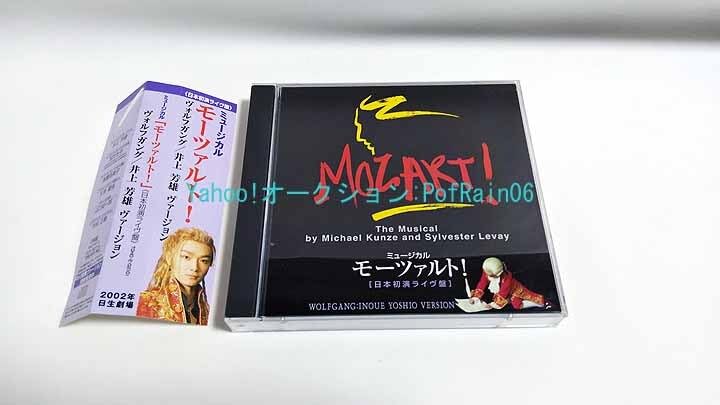 (日本初演ライヴ盤)
ミュージカル
モーツァルト!
ヴォルフガング/井上 芳雄 ヴァージョン
ミュージカル「モーツァルト!」[日本初演ライヴ盤]
ヴォルフガング/井上 芳雄 ヴァージョン
2002年
日生劇場
Yahoo!オークション:PofRain06
MOZART!
The Musical
by Michael Kunze and Sylvester Levay
ミュージカル
モーツァルト!
[日本初演ライヴ盤]
WOLFGANG:INOUE YOSHIO VERSION